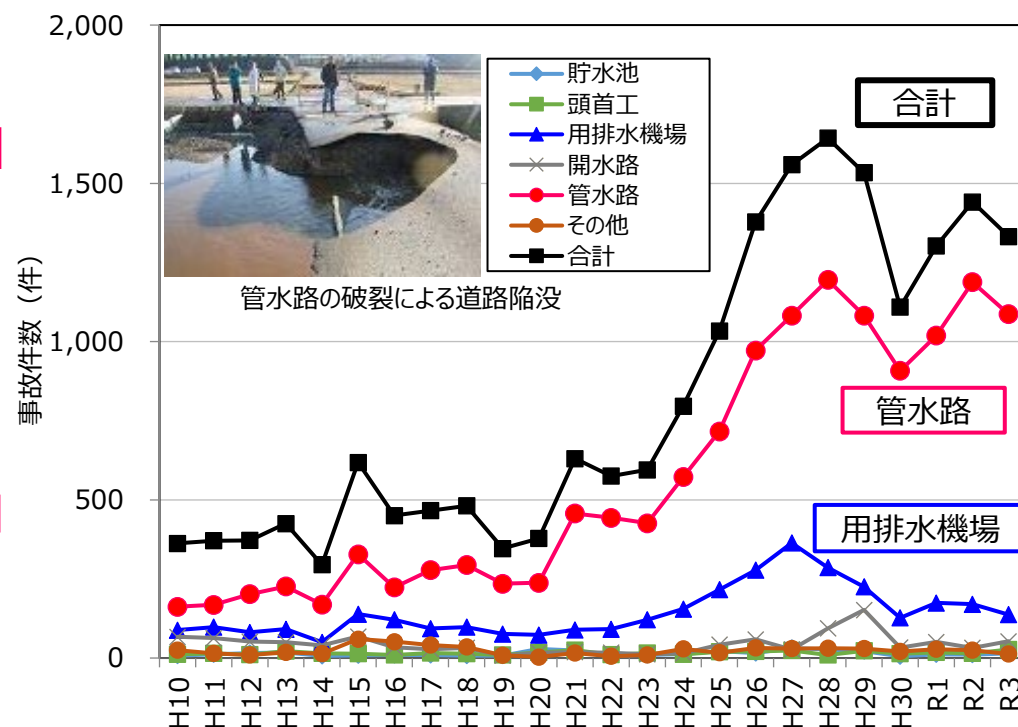 2,000
1,500
1,000
500
0
事故件数（件）
貯水池
頭首工
用排水機場
開水路
管水路
その他
合計
管水路の破裂による道路陥没
合計
管水路
用排水機場
H10
H11
H12
H13
H14
H15
H16
H17
H18
H19
H20
H21
H22
H23
H24
H25
H26
H27
H28
H29
H30
R1
R2
R3